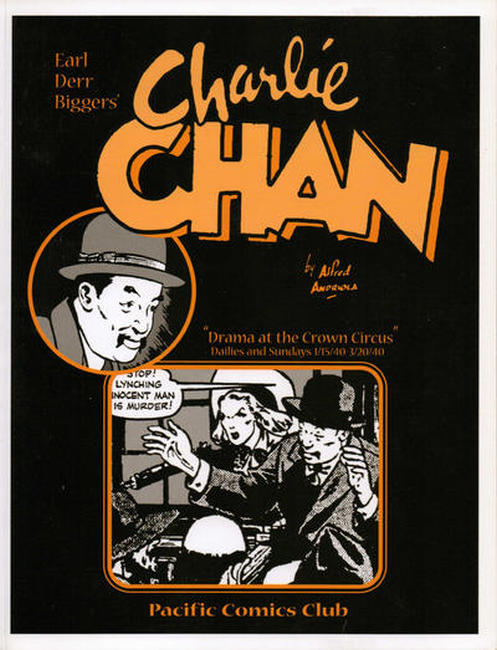 Earl
Derr
Biggers'
Charlie
CHAN
by Alfred
ANDRIOLA
"Drama at the Crown Circus"
Dailies and Sundays 1/15/40-3/20/40
STOP!
LYNCHING
INOCENT MAN
IS MURDER!
Pacific Comics Club